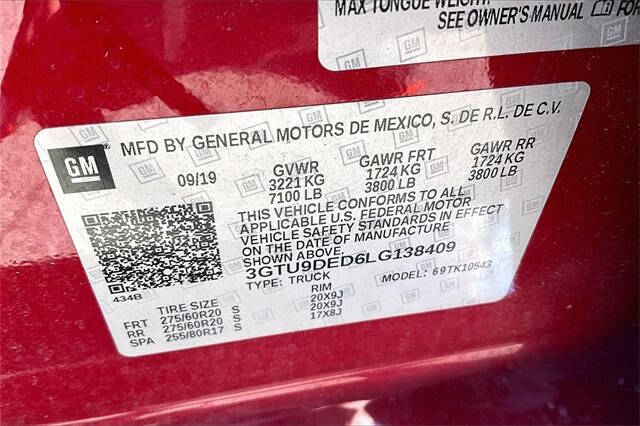 MAX TONGUE WEIGHT:
SEE OWNER'S MANUAL FOR
GM
MFD BY GENERAL MOTORS DE MEXICO, S. DE R.L. DE C.V.
09/19
GVWR
3221 KG
7100 LB
GAWR FRT
1724 KG
3800 LB
GAWR RR
1724 KG
3800 LB
THIS VEHICLE CONFORMS TO ALL
APPLICABLE U.S. FEDERAL MOTOR
VEHICLE SAFETY STANDARDS IN EFFECT
ON THE DATE OF MANUFACTURE
SHOWN ABOVE
3GTU9DED6LG138409
TYPE: TRUCK MODEL: 69TK10543
434B
TIRE SIZE RIM
FRT 275/60R20 S 20X9J
RR 275/60R20 S 20X9J
SPA 255/80R17 S 17X8J